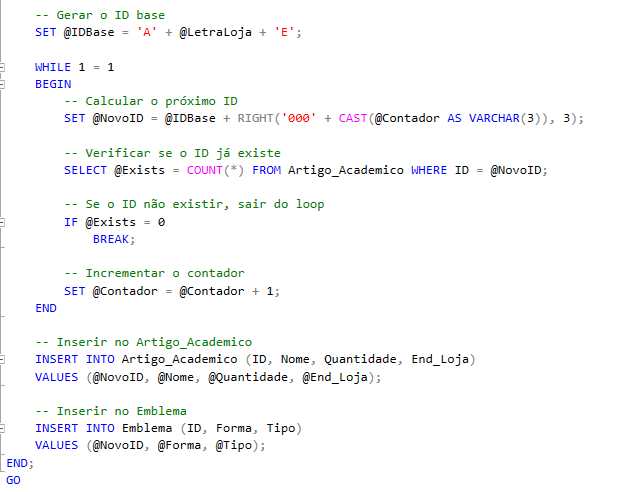 -- Gerar o ID base
SET @IDBase = 'A' + @LetraLoja + 'E';
WHILE 1 = 1
BEGIN
-- Calcular o próximo ID
SET @NovoID = @IDBase + RIGHT('000' + CAST(@Contador AS VARCHAR(3)), 3);
-- Verificar se o ID já existe
SELECT @Exists = COUNT(*) FROM Artigo_Academico WHERE ID = @NovoID;
-- Se o ID não existir, sair do loop
IF @Exists = 0
BREAK;
-- Incrementar o contador
SET @Contador = @Contador + 1;
END
-- Inserir no Artigo_Academico
INSERT INTO Artigo_Academico (ID, Nome, Quantidade, End_Loja)
VALUES (@NovoID, @Nome, @Quantidade, @End_Loja);
-- Inserir no Emblema
INSERT INTO Emblema (ID, Forma, Tipo)
VALUES (@NovoID, @Forma, @Tipo);
END;
GO